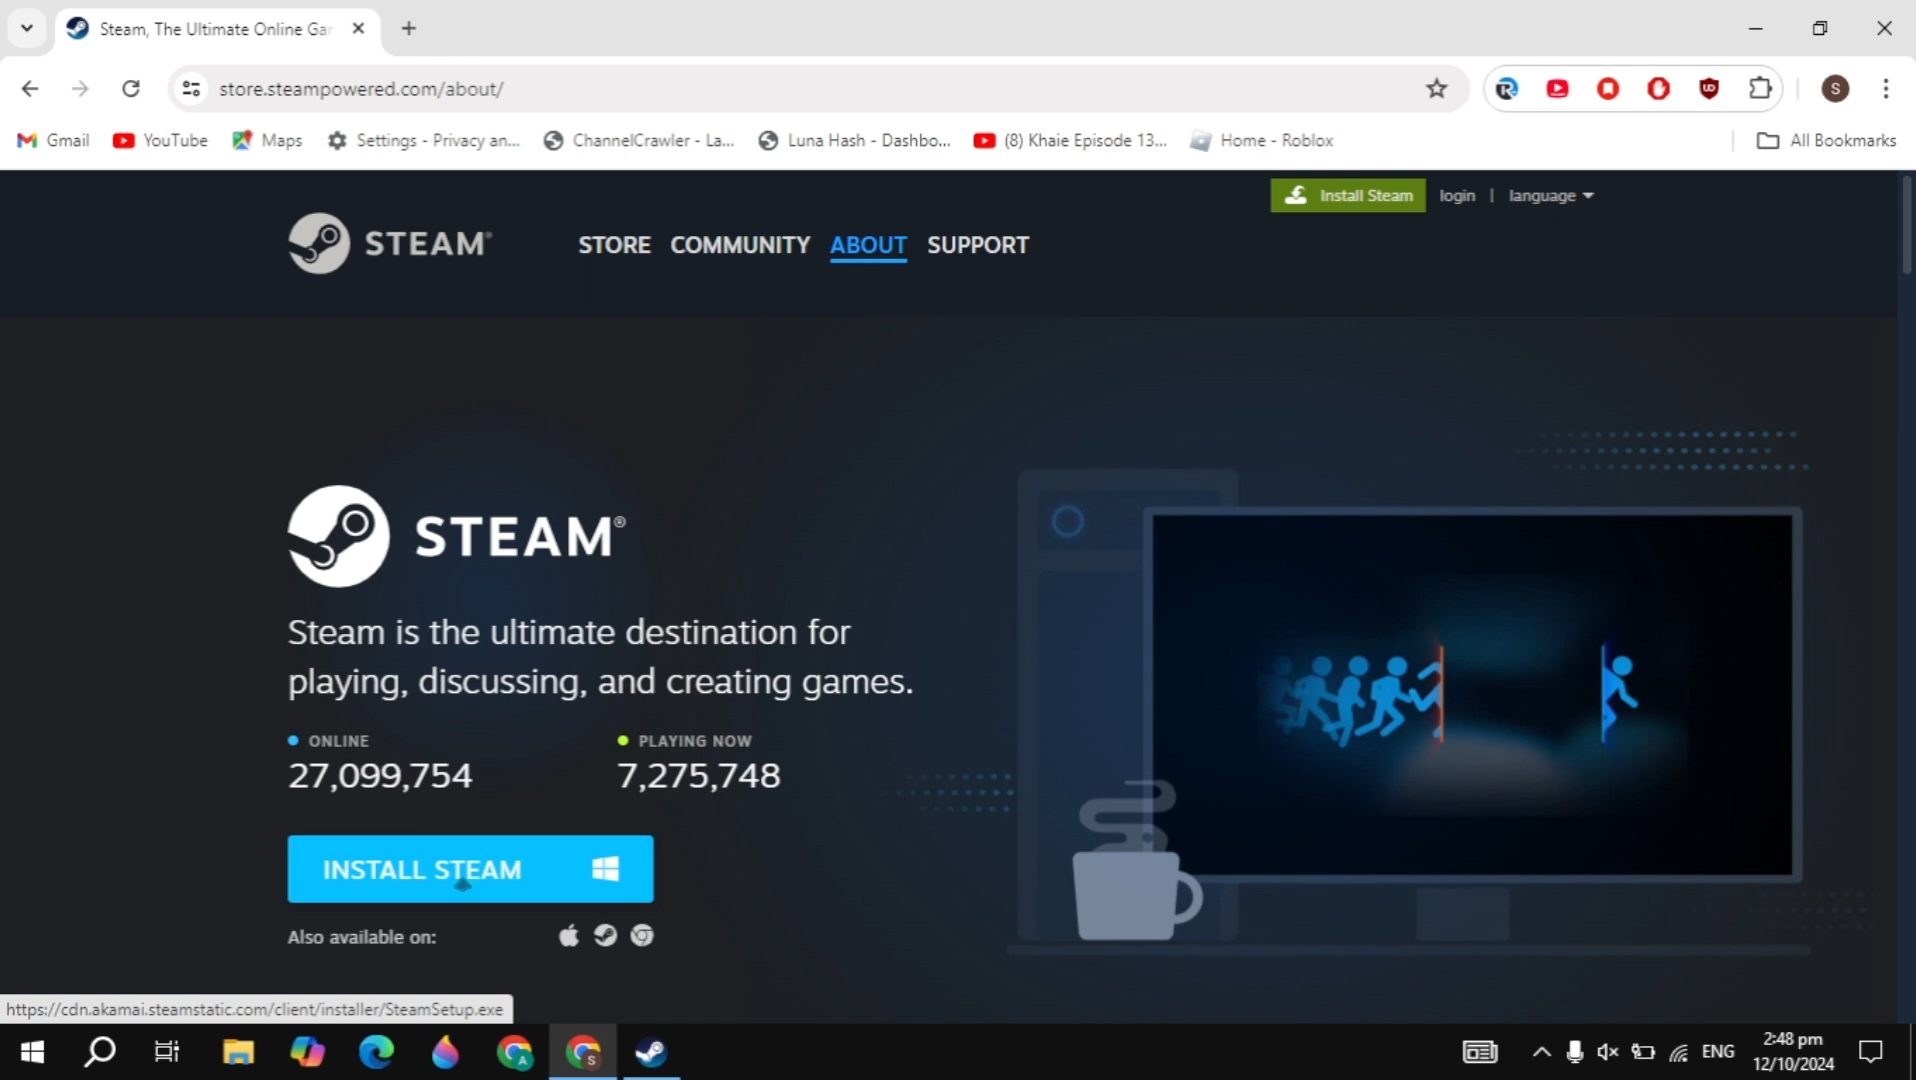 Steam, The Ultimate Online Gar
store.steampowered.com/about/
S
Gmail
YouTube
Maps
Settings - Privacy an...
ChannelCrawler - La...
Luna Hash - Dashbo...
(8) Khaie Episode 13...
Home - Roblox
All Bookmarks
Install Steam
login
|
language
STEAM®
STORE
COMMUNITY
ABOUT
SUPPORT
STEAM®
Steam is the ultimate destination for
playing, discussing, and creating games.
ONLINE
27,099,754
PLAYING NOW
7,275,748
INSTALL STEAM
Also available on:
https://cdn.akamai.steamstatic.com/client/installer/SteamSetup.exe
A
S
ENG
2:48 pm
12/10/2024